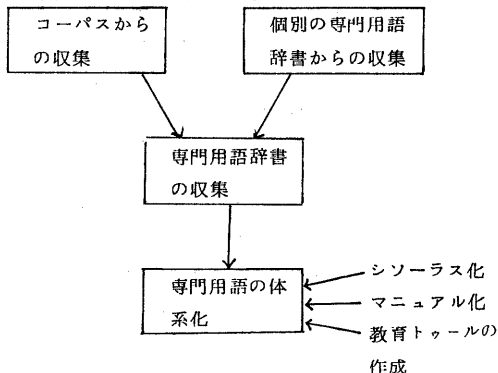 コーパスから
の収集
個別の専門用語
辞書からの収集
専門用語辞書
の収集
専門用語の体
系化
シソーラス化
マニュアル化
教育トゥールの
作成